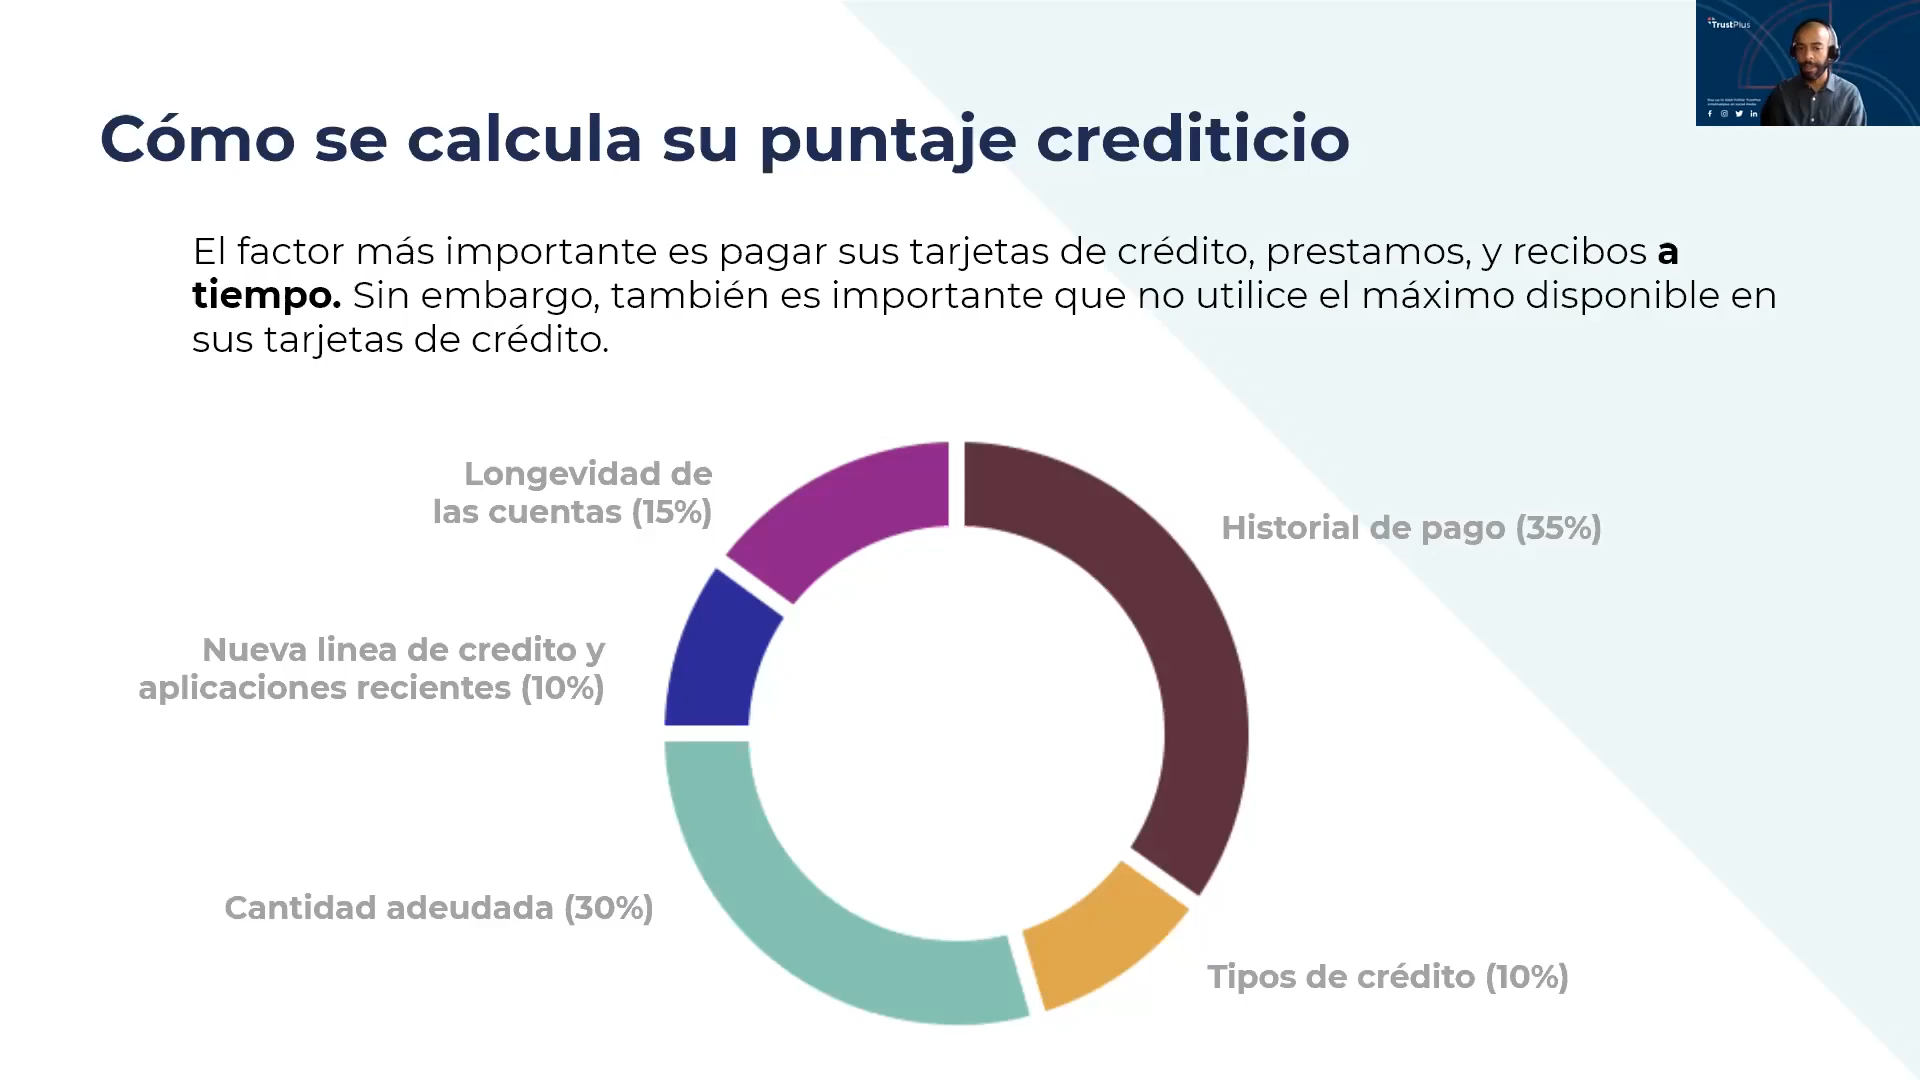 TrustPlus
Cómo se calcula su puntaje crediticio
El factor más importante es pagar sus tarjetas de crédito, prestamos, y recibos a
tiempo. Sin embargo, también es importante que no utilice el máximo disponible en
sus tarjetas de crédito.
Longevidad de
las cuentas (15%)
Historial de pago (35%)
Nueva linea de credito y
aplicaciones recientes (10%)
Cantidad adeudada (30%)
Tipos de crédito (10%)